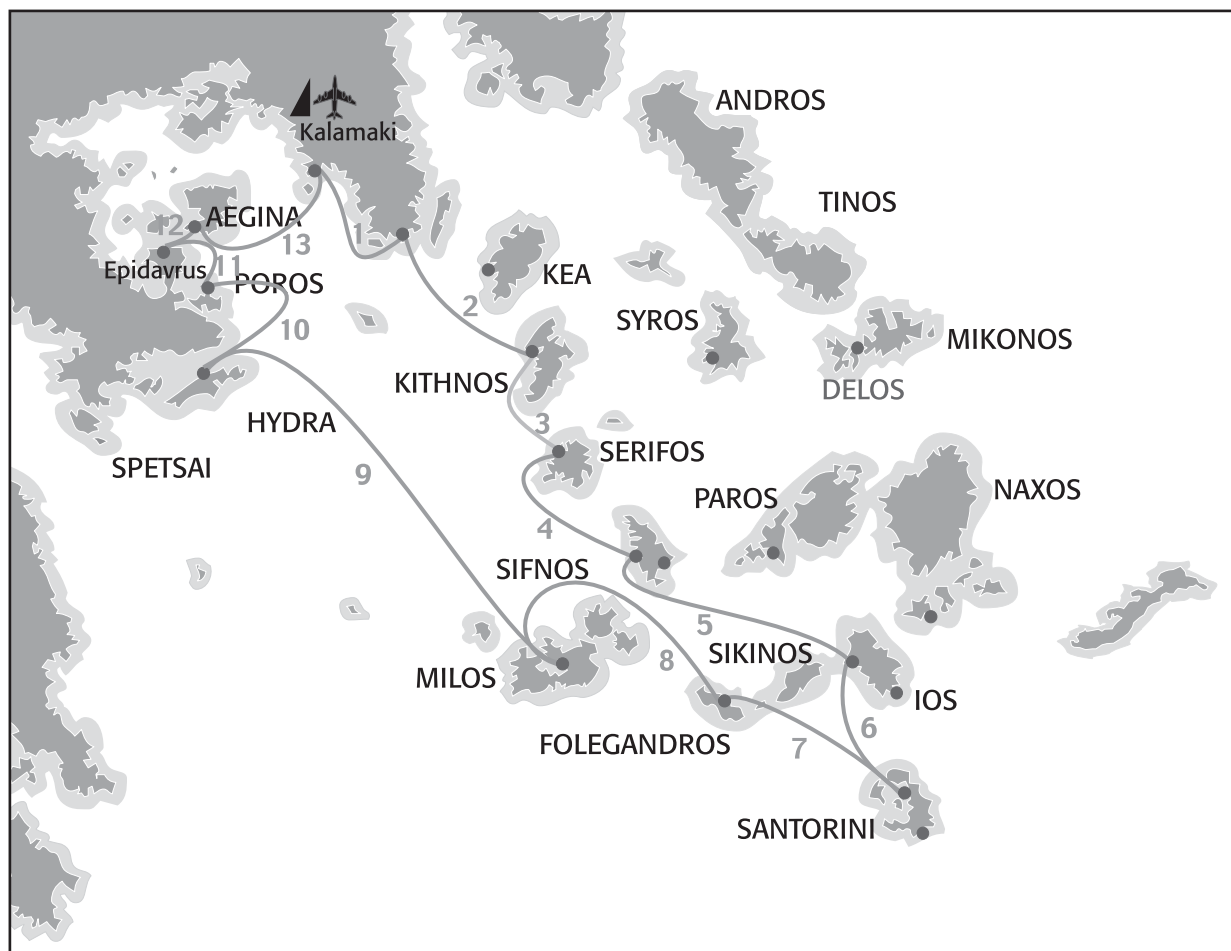 ANDROS
Kalamaki
TINOS
12
AEGINA
1
13
Epidavrus
11
POROS
KEA
2
SYROS
10
MIKONOS
KITHNOS
DELOS
HYDRA
3
SERIFOS
SPETSAI
9
PAROS
NAXOS
4
SIFNOS
5
8
SIKINOS
MILOS
IOS
6
FOLEGANDROS
7
SANTORINI